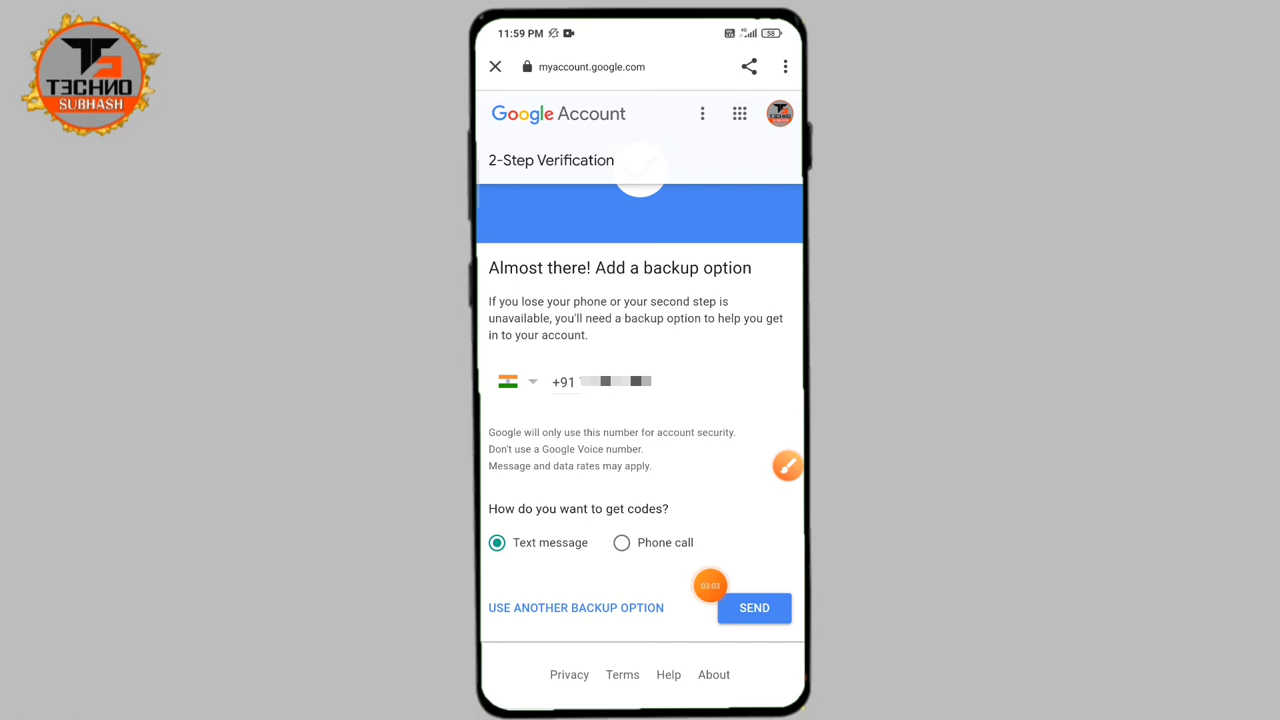 TECHNO
SUBHASH
11:59 PM
58
myaccount.google.com
Google Account
2-Step Verification
Almost there! Add a backup option
If you lose your phone or your second step is
unavailable, you'll need a backup option to help you get
in to your account.
+91
Google will only use this number for account security.
Don't use a Google Voice number.
Message and data rates may apply.
How do you want to get codes?
Text message Phone call
03:03
USE ANOTHER BACKUP OPTION SEND
Privacy Terms Help About